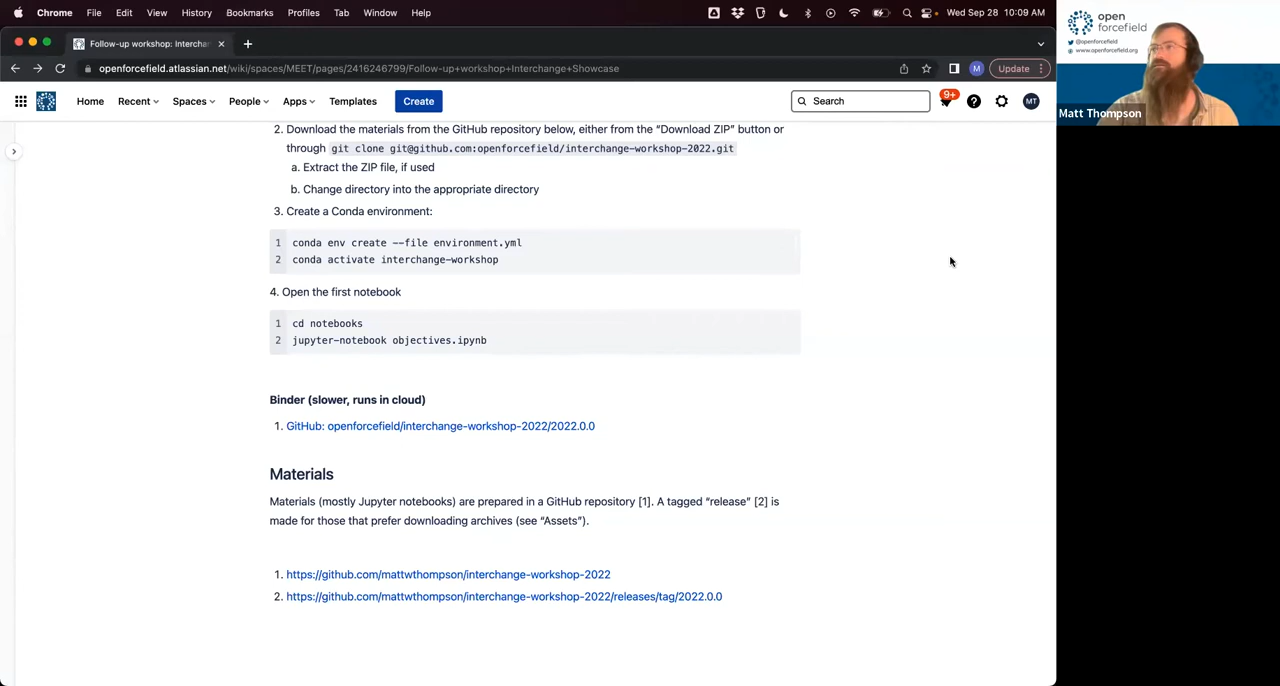 Chrome File Edit View History Bookmarks Profiles Tab Window Help Wed Sep 28 10:09 AM
Follow-up workshop: Interchan
openforcefield.atlassian.net/wiki/spaces/MEET/pages/2416246799/Follow-up+workshop+Interchange+Showcase Update
Home Recent Spaces People Apps Templates Create Search 9+ MT
2. Download the materials from the GitHub repository below, either from the “Download ZIP” button or
through git clone git@github.com:openforcefield/interchange-workshop-2022.git
a. Extract the ZIP file, if used
b. Change directory into the appropriate directory
3. Create a Conda environment:
1 conda env create --file environment.yml
2 conda activate interchange-workshop
4. Open the first notebook
1 cd notebooks
2 jupyter-notebook objectives.ipynb
Binder (slower, runs in cloud)
1. GitHub: openforcefield/interchange-workshop-2022/2022.0.0
Materials
Materials (mostly Jupyter notebooks) are prepared in a GitHub repository [1]. A tagged “release” [2] is
made for those that prefer downloading archives (see “Assets”).
1. https://github.com/mattwthompson/interchange-workshop-2022
2. https://github.com/mattwthompson/interchange-workshop-2022/releases/tag/2022.0.0
open
forcefield
@openforcefield
www.openforcefield.org
Matt Thompson
M